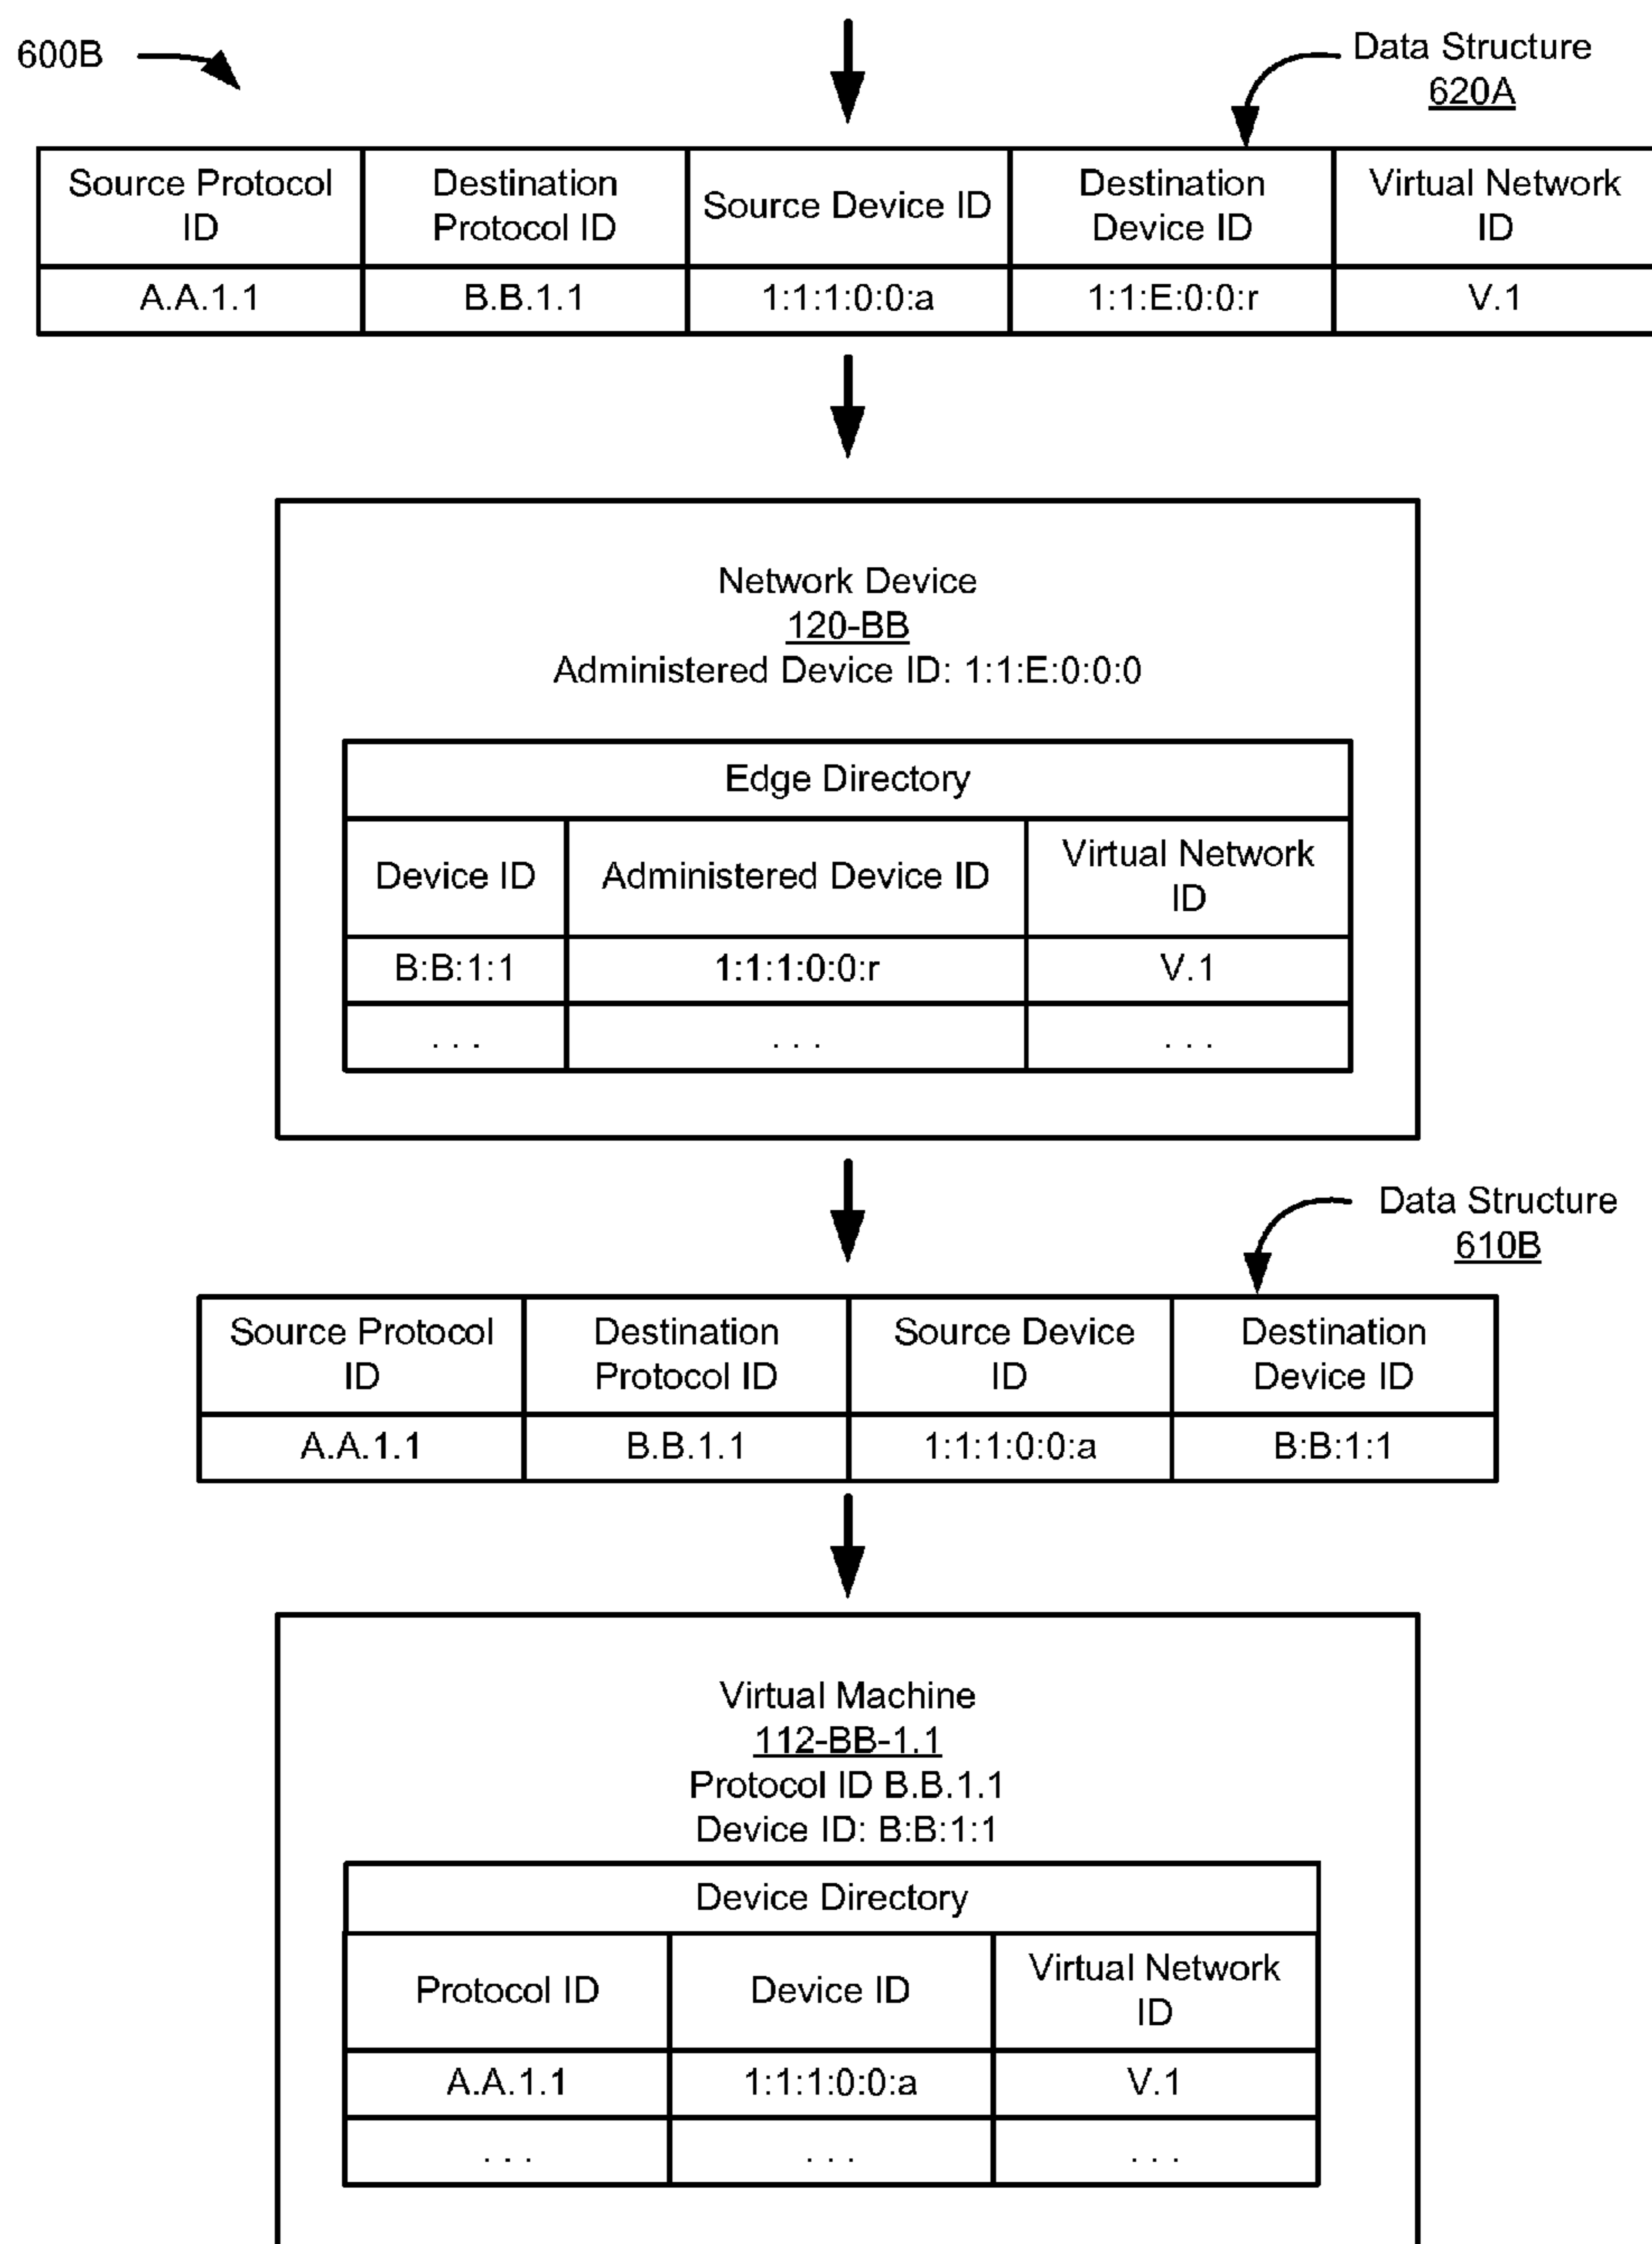 600B
Data Structure
620A
Source Protocol
ID
Destination
Protocol ID
Source Device ID
Destination
Device ID
Virtual Network
ID
A.A.1.1
B.B.1.1
1:1:1:0:0:a
1:1:E:0:0:r
V.1
Network Device
120-BB
Administered Device ID: 1:1:E:0:0:0
Edge Directory
Device ID
Administered Device ID
Virtual Network
ID
B:B:1:1
1:1:1:0:0:r
V.1
. . .
. . .
. . .
Data Structure
610B
Source Protocol
ID
Destination
Protocol ID
Source Device
ID
Destination
Device ID
A.A.1.1
B.B.1.1
1:1:1:0:0:a
B:B:1:1
Virtual Machine
112-BB-1.1
Protocol ID B.B.1.1
Device ID: B:B:1:1
Device Directory
Protocol ID
Device ID
Virtual Network
ID
A.A.1.1
1:1:1:0:0:a
V.1
. . .
. . .
. . .